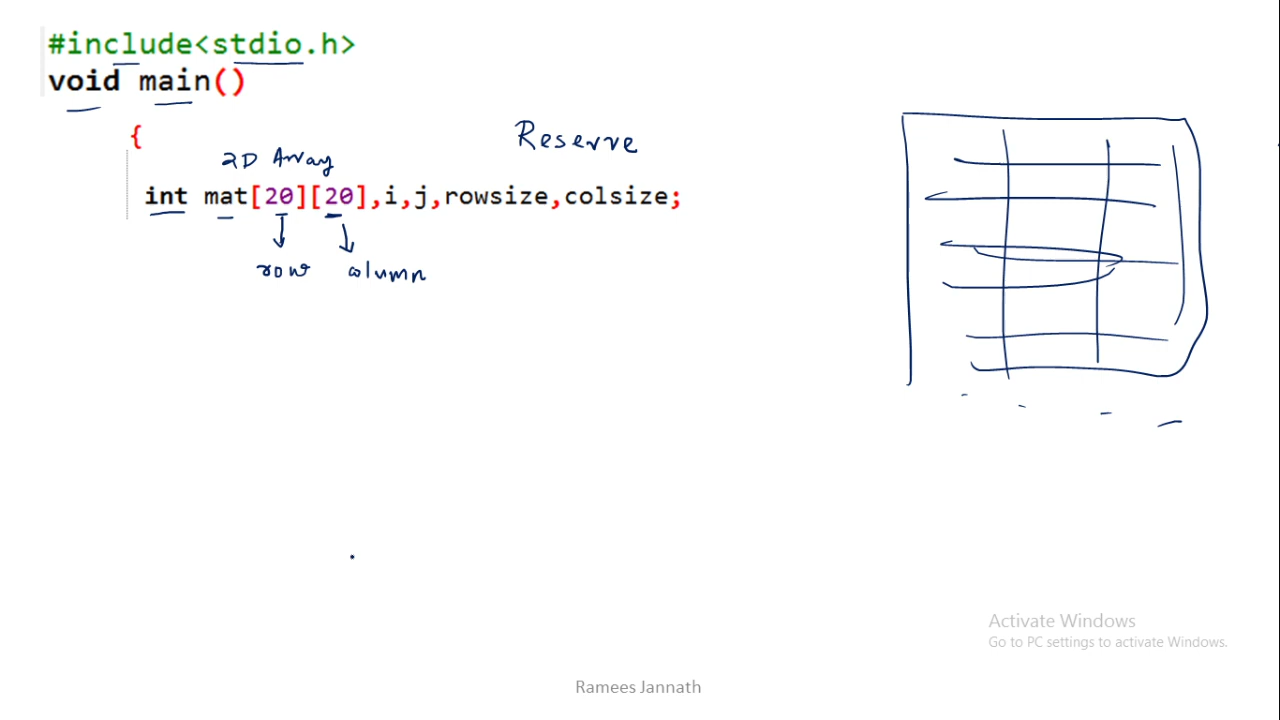 #include<stdio.h>
void main()
{
Reserve
2D Array
int mat[20][20],i,j,rowsize,colsize;
row column
Activate Windows
Go to PC settings to activate Windows.
Ramees Jannath